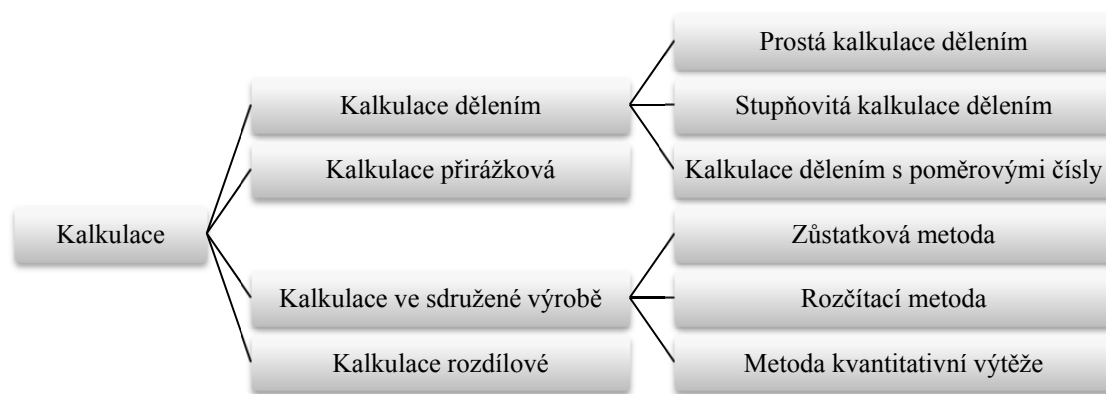 Kalkulace
Kalkulace dělením
Prostá kalkulace dělením
Stupňovitá kalkulace dělením
Kalkulace dělením s poměrovými čísly
Kalkulace přirážková
Kalkulace ve sdružené výrobě
Zůstatková metoda
Rozčítací metoda
Metoda kvantitativní výtěže
Kalkulace rozdílové